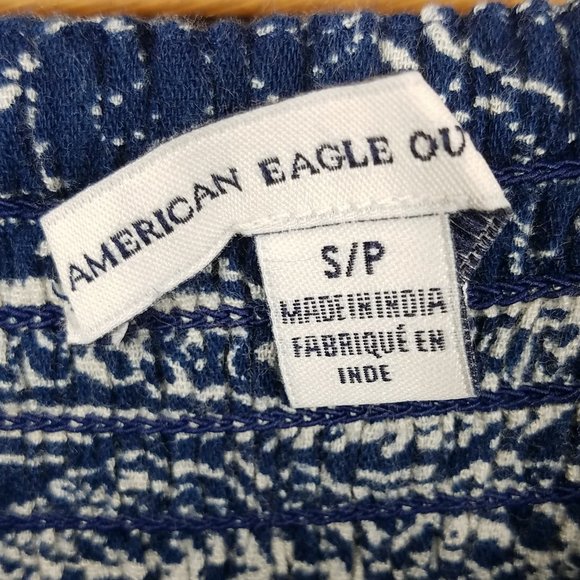 AMERICAN EAGLE OU
S/P
MADE IN INDIA
FABRIQUÉ EN
INDE